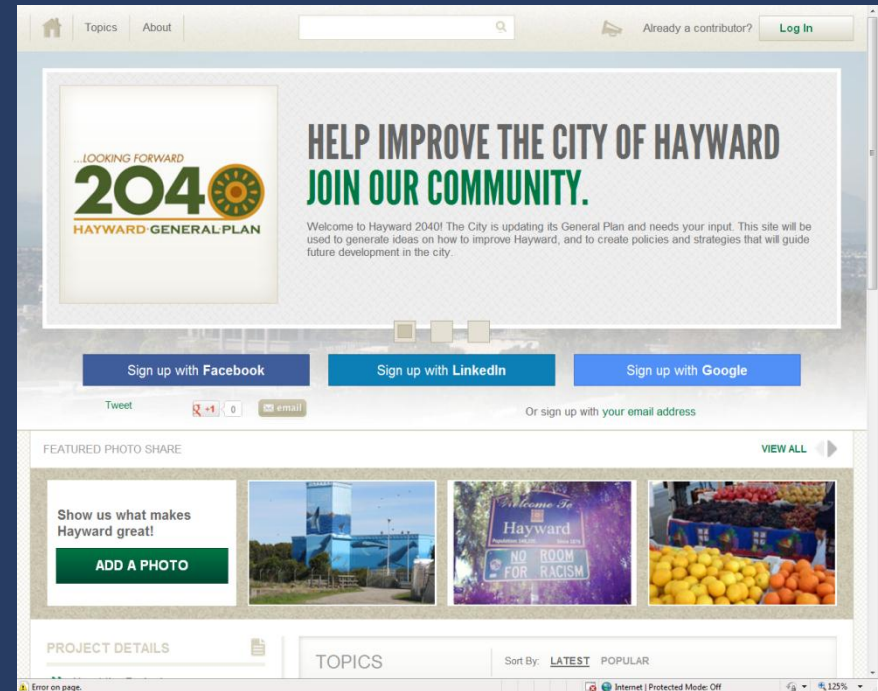 Topics About
Already a contributor? Log In
...LOOKING FORWARD
2040
HAYWARD·GENERAL·PLAN
HELP IMPROVE THE CITY OF HAYWARD
JOIN OUR COMMUNITY.
Welcome to Hayward 2040! The City is updating its General Plan and needs your input. This site will be
used to generate ideas on how to improve Hayward, and to create policies and strategies that will guide
future development in the city.
Sign up with Facebook
Sign up with LinkedIn
Sign up with Google
Tweet
+1 0
email
Or sign up with your email address
FEATURED PHOTO SHARE
VIEW ALL
Show us what makes
Hayward great!
ADD A PHOTO
Welcome To
Hayward
NO ROOM
FOR RACISM
PROJECT DETAILS
TOPICS
Sort By: LATEST POPULAR
Error on page.
Internet | Protected Mode: Off
125%